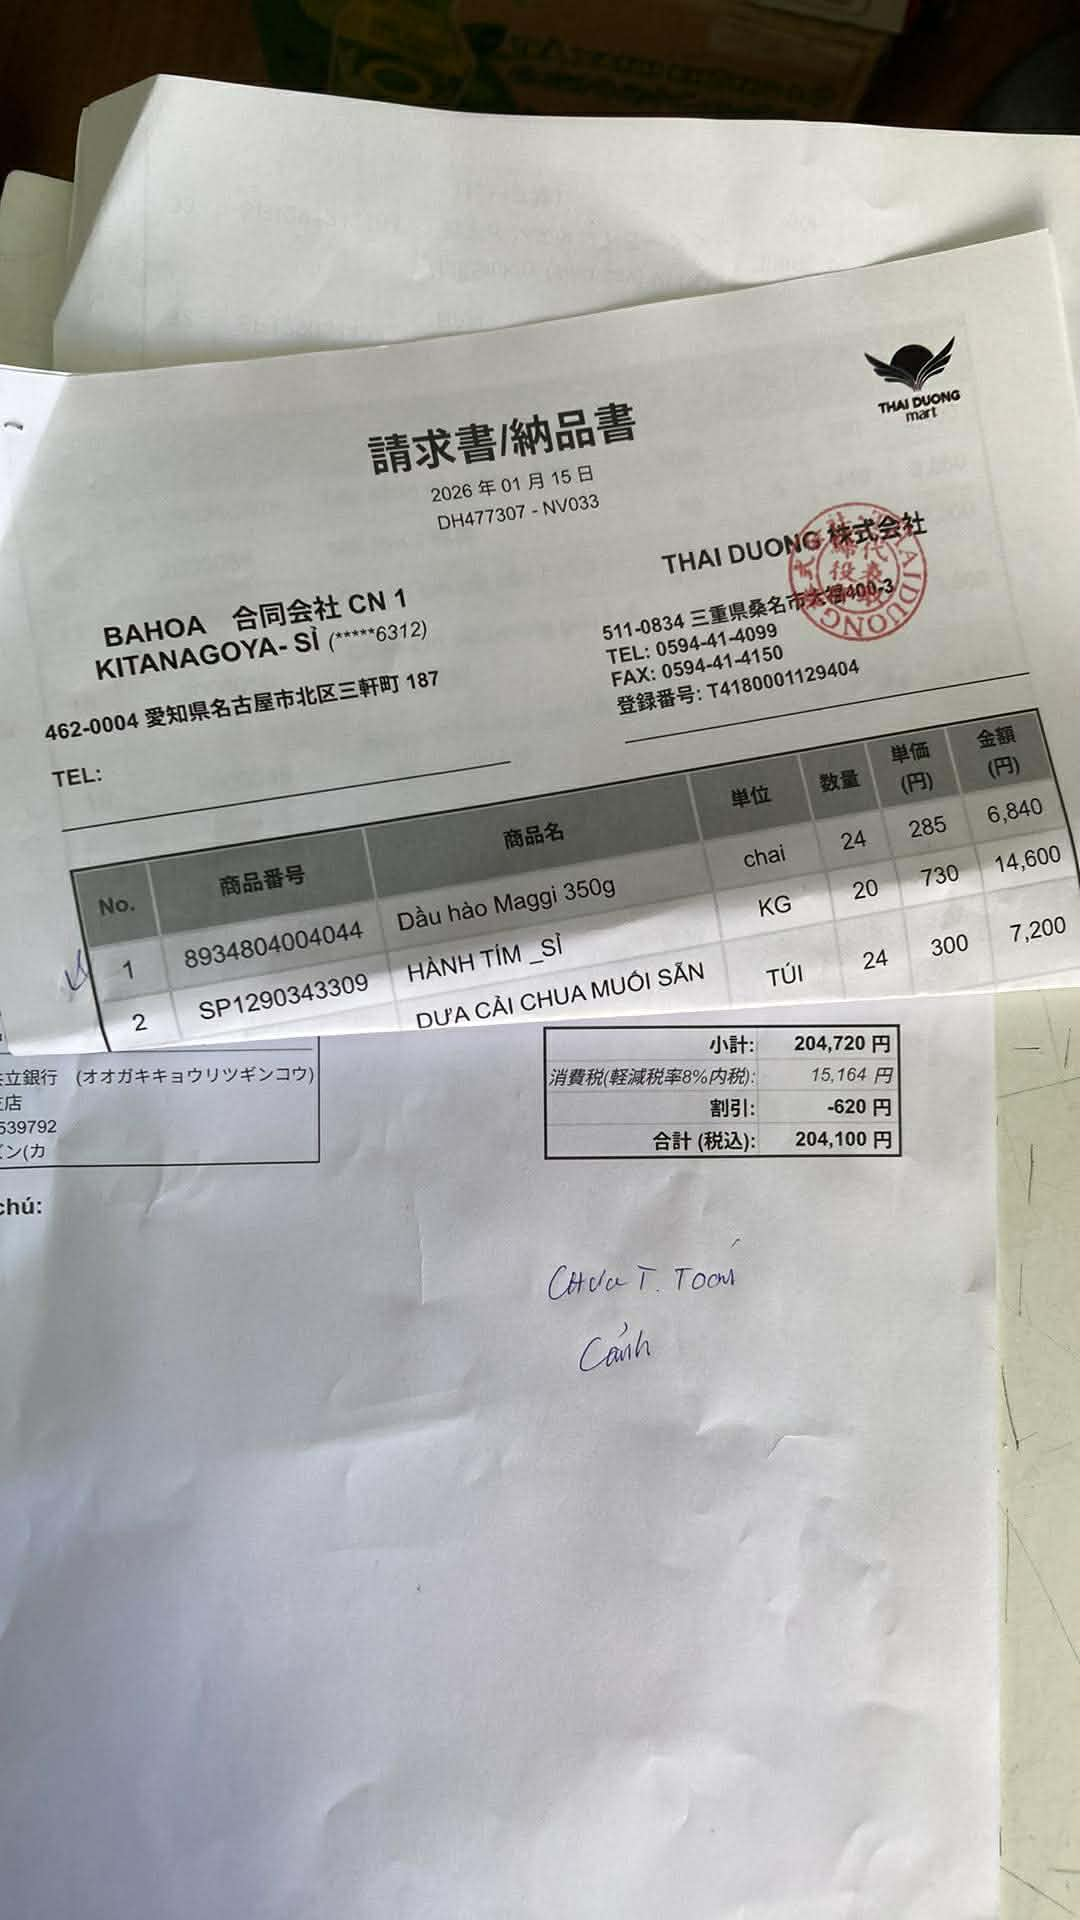 THAI DUONG
mart
請求書/納品書
2026 年 01 月 15 日
DH477307 - NV033
BAHOA 合同会社 CN 1
KITANAGOYA- SỈ (*****6312)
462-0004 愛知県名古屋市北区三軒町 187
TEL:
THAI DUONG 株式会社
511-0834 三重県桑名市大福400-3
TEL: 0594-41-4099
FAX: 0594-41-4150
登録番号: T4180001129404
No. 商品番号 商品名 単位 数量 単価 (円) 金額 (円)
1 8934804004044 Dầu hào Maggi 350g chai 24 285 6,840
2 SP1290343309 HÀNH TÍM _SỈ KG 20 730 14,600
DƯA CẢI CHUA MUỐI SẴN TÚI 24 300 7,200
立銀行 (オオガキキョウリツギンコウ)
店
539792
ン(カ
小計: 204,720 円
消費税(軽減税率8%内税): 15,164 円
割引: -620 円
合計 (税込): 204,100 円
chú:
Chưa T. Toán
Cảnh